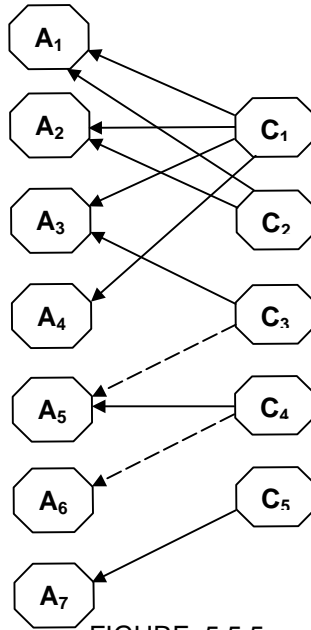 A₁
A₂
C₁
A₃
C₂
A₄
C₃
A₅
C₄
A₆
C₅
A₇
FIGURE 5.5.5